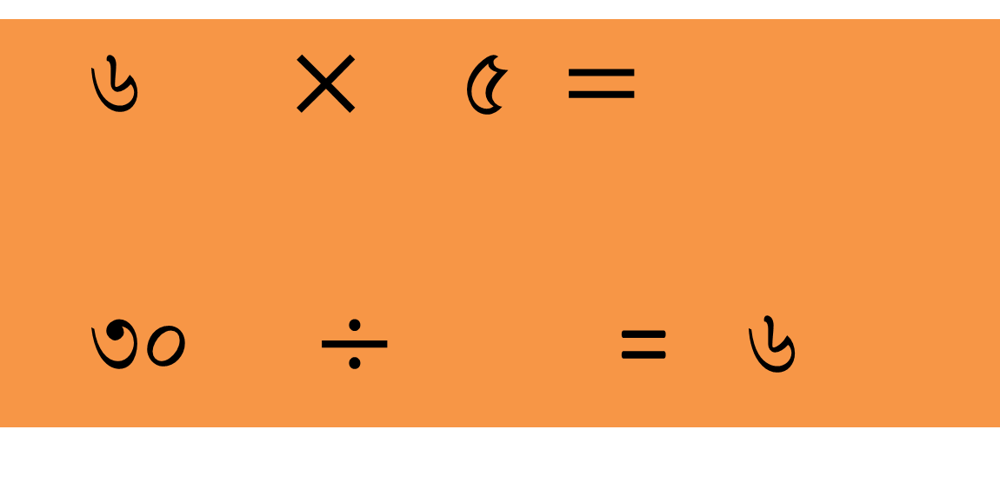 ৬ × ৫ =
৩০ ÷ = ৬